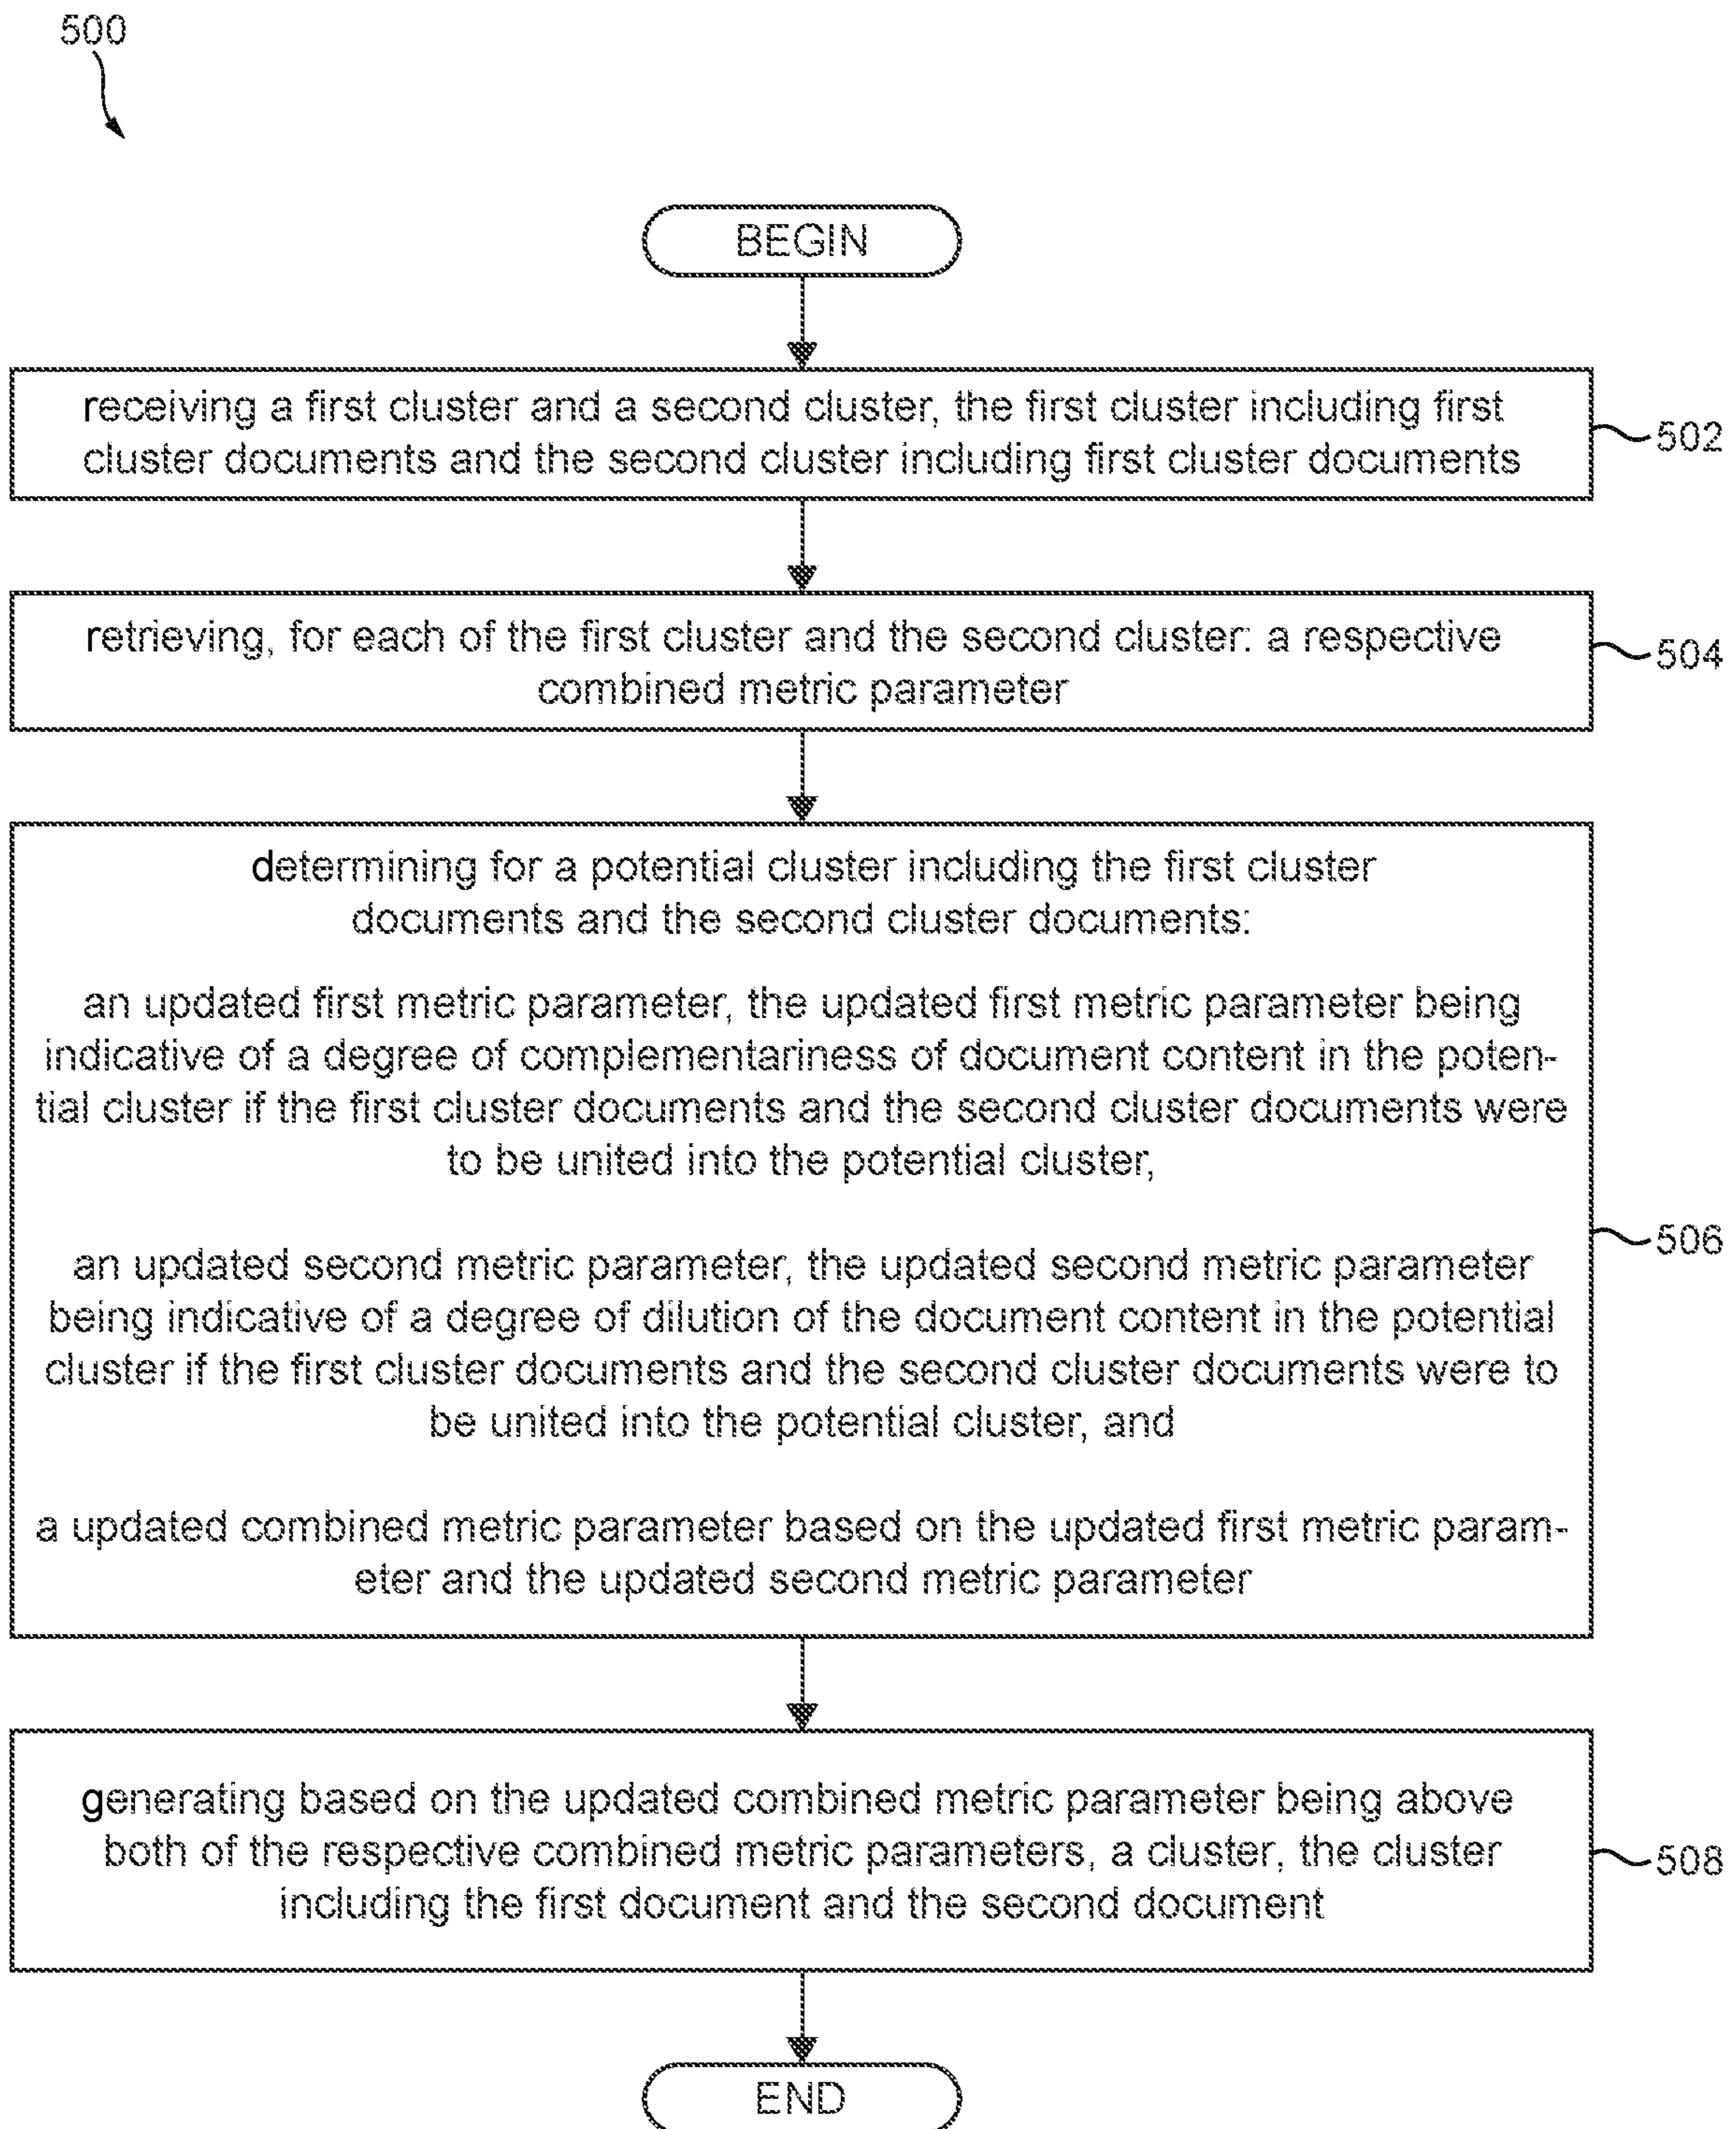 500
BEGIN
receiving a first cluster and a second cluster, the first cluster including first
cluster documents and the second cluster including first cluster documents
502
retrieving, for each of the first cluster and the second cluster: a respective
combined metric parameter
504
determining for a potential cluster including the first cluster
documents and the second cluster documents:
an updated first metric parameter, the updated first metric parameter being
indicative of a degree of complementariness of document content in the poten-
tial cluster if the first cluster documents and the second cluster documents were
to be united into the potential cluster,
an updated second metric parameter, the updated second metric parameter
being indicative of a degree of dilution of the document content in the potential
cluster if the first cluster documents and the second cluster documents were to
be united into the potential cluster, and
a updated combined metric parameter based on the updated first metric param-
eter and the updated second metric parameter
506
generating based on the updated combined metric parameter being above
both of the respective combined metric parameters, a cluster, the cluster
including the first document and the second document
508
END